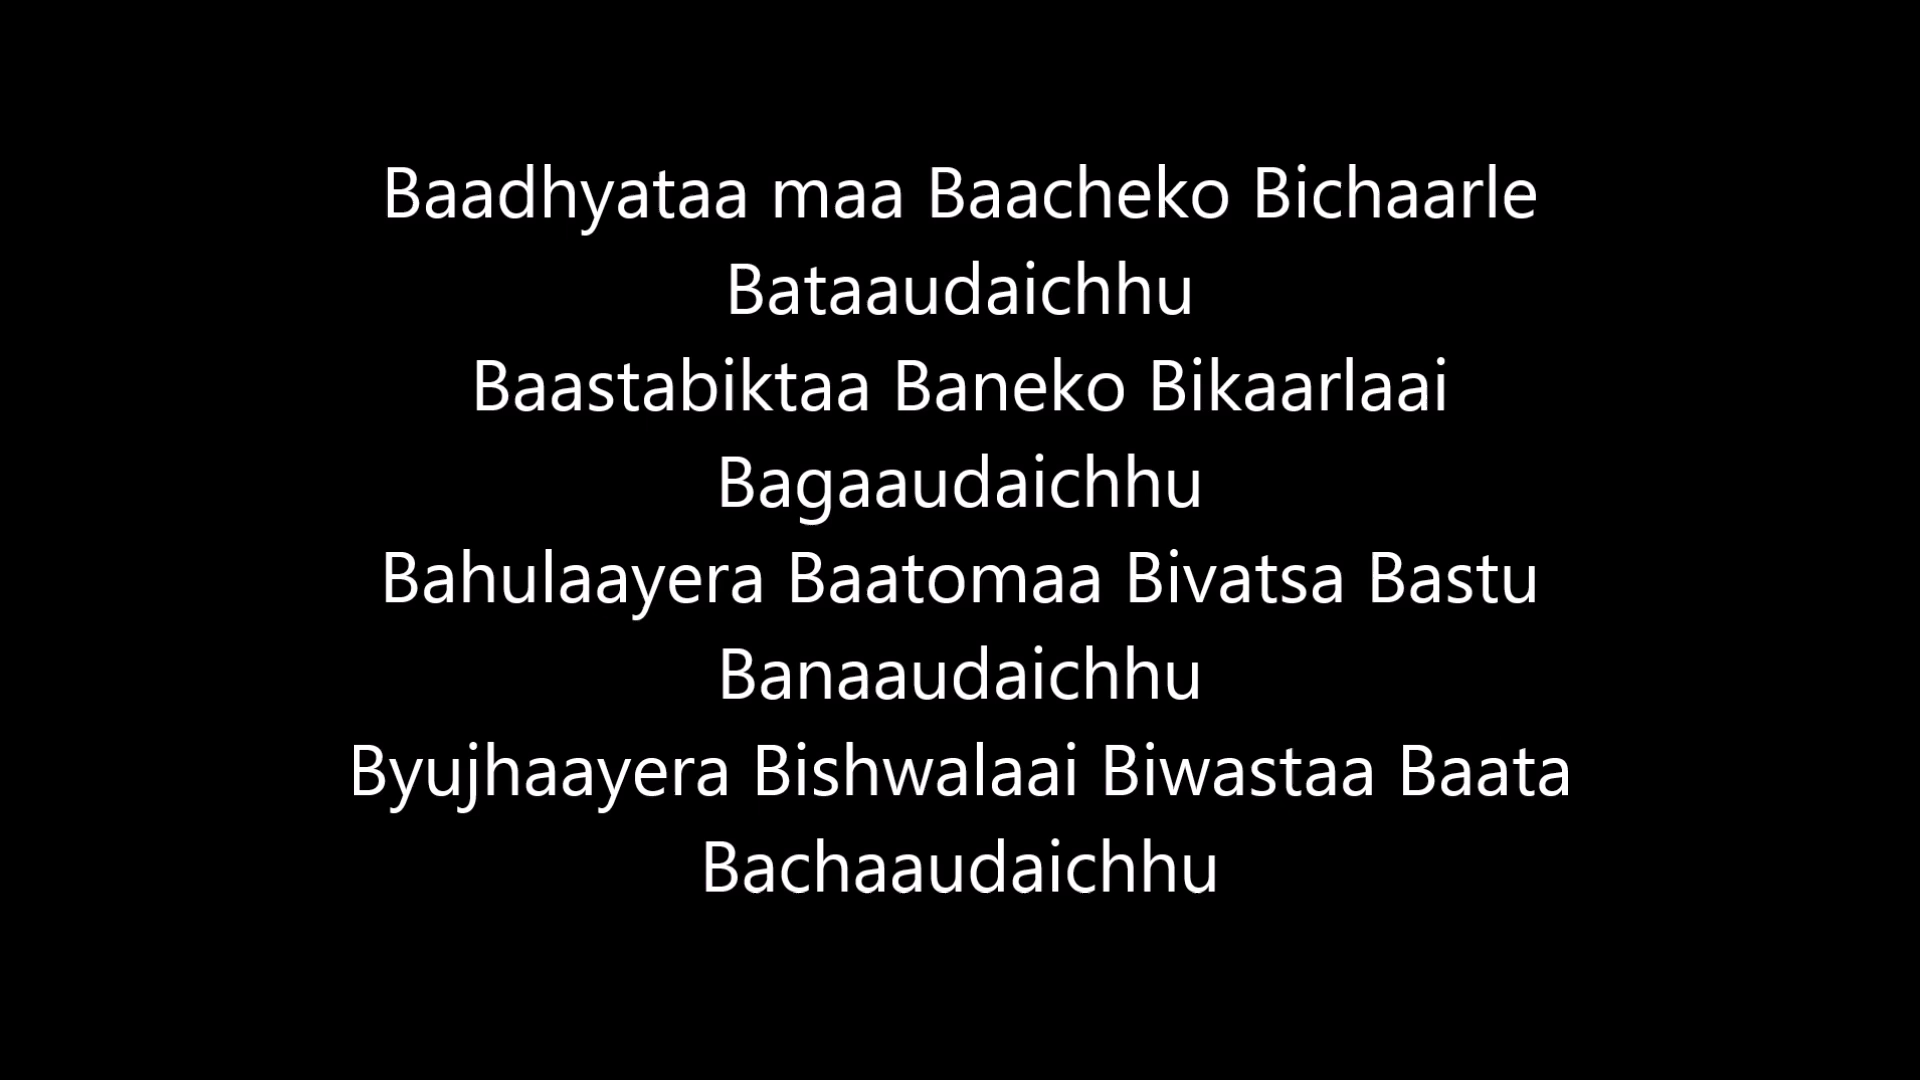 Baadhyataa maa Baacheko Bichaarle
Bataaudaichhu
Baastabiktaa Baneko Bikaarlaai
Bagaaudaichhu
Bahulaayera Baatomaa Bivatsa Bastu
Banaaudaichhu
Byujhaayera Bishwalaai Biwastaa Baata
Bachaaudaichhu